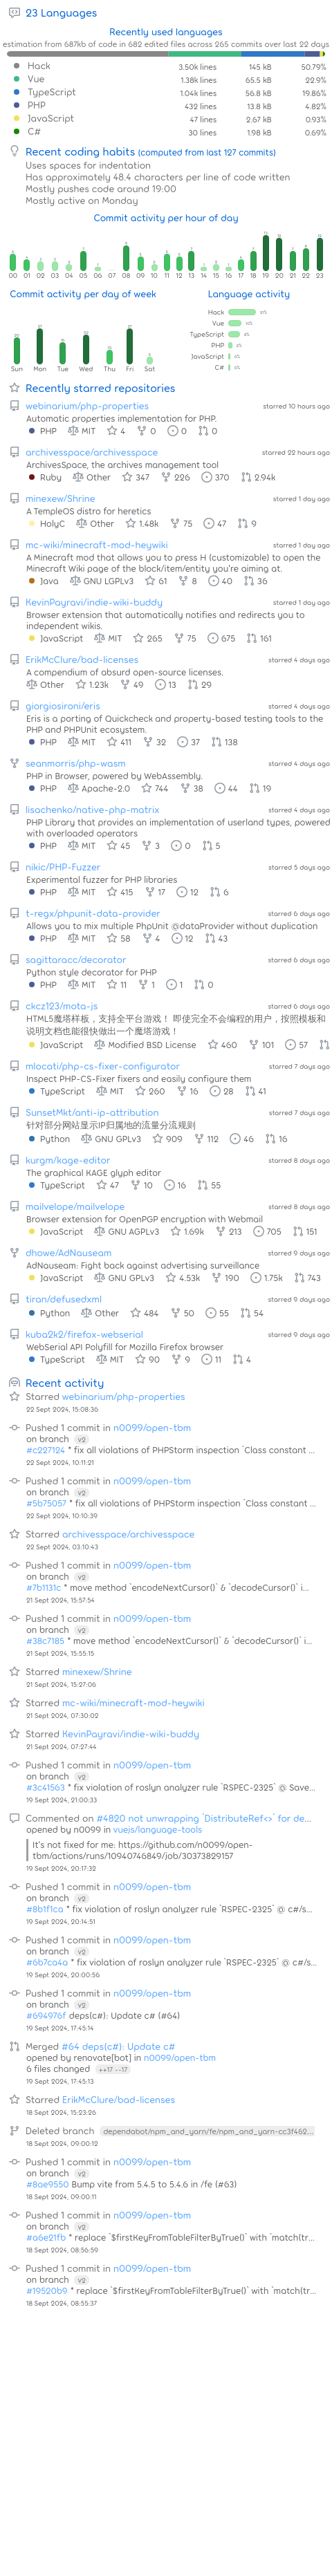 23 Languages
Recently used languages
estimation from 687kb of code in 682 edited files across 265 commits over last 22 days
Hack 3.50k lines 145 kB 50.79%
Vue 1.38k lines 65.5 kB 22.9%
TypeScript 1.04k lines 56.8 kB 19.86%
PHP 432 lines 13.8 kB 4.82%
JavaScript 47 lines 2.67 kB 0.93%
C# 30 lines 1.98 kB 0.69%
Recent coding habits (computed from last 127 commits)
Uses spaces for indentation
Has approximately 48.4 characters per line of code written
Mostly pushes code around 19:00
Mostly active on Monday
Commit activity per hour of day
00 01 02 03 04 05 06 07 08 09 10 11 12 13 14 15 16 17 18 19 20 21 22 23
Commit activity per day of week
Sun Mon Tue Wed Thu Fri Sat
Language activity
Hack
Vue
TypeScript
PHP
JavaScript
C#
Recently starred repositories
webinarium/php-properties starred 10 hours ago
Automatic properties implementation for PHP.
PHP MIT 4 0 0 0
archivesspace/archivesspace starred 22 hours ago
ArchivesSpace, the archives management tool
Ruby Other 347 226 370 2.94k
minexew/Shrine starred 1 day ago
A TempleOS distro for heretics
HolyC Other 1.48k 75 47 9
mc-wiki/minecraft-mod-heywiki starred 1 day ago
A Minecraft mod that allows you to press H (customizable) to open the
Minecraft Wiki page of the block/item/entity you're aiming at.
Java GNU LGPLv3 61 8 40 36
KevinPayravi/indie-wiki-buddy starred 1 day ago
Browser extension that automatically notifies and redirects you to
independent wikis.
JavaScript MIT 265 75 675 161
ErikMcClure/bad-licenses starred 4 days ago
A compendium of absurd open-source licenses.
Other 1.23k 49 13 29
giorgiosironi/eris starred 4 days ago
Eris is a porting of Quickcheck and property-based testing tools to the
PHP and PHPUnit ecosystem.
PHP MIT 411 32 37 138
seanmorris/php-wasm starred 4 days ago
PHP in Browser, powered by WebAssembly.
PHP Apache-2.0 744 38 44 19
lisachenko/native-php-matrix starred 4 days ago
PHP Library that provides an implementation of userland types, powered
with overloaded operators
PHP MIT 45 3 0 5
nikic/PHP-Fuzzer starred 5 days ago
Experimental fuzzer for PHP libraries
PHP MIT 415 17 12 6
t-regx/phpunit-data-provider starred 6 days ago
Allows you to mix multiple PhpUnit @dataProvider without duplication
PHP MIT 58 4 12 43
sagittaracc/decorator starred 6 days ago
Python style decorator for PHP
PHP MIT 11 1 1 0
ckcz123/mota-js starred 6 days ago
HTML5魔塔样板，支持全平台游戏！ 即使完全不会编程的用户，按照模板和
说明文档也能很快做出一个魔塔游戏！
JavaScript Modified BSD License 460 101 57
mlocati/php-cs-fixer-configurator starred 7 days ago
Inspect PHP-CS-Fixer fixers and easily configure them
TypeScript MIT 260 16 28 41
SunsetMkt/anti-ip-attribution starred 7 days ago
针对部分网站显示IP归属地的流量分流规则
Python GNU GPLv3 909 112 46 16
kurgm/kage-editor starred 8 days ago
The graphical KAGE glyph editor
TypeScript 47 10 16 55
mailvelope/mailvelope starred 8 days ago
Browser extension for OpenPGP encryption with Webmail
JavaScript GNU AGPLv3 1.69k 213 705 151
dhowe/AdNauseam starred 9 days ago
AdNauseam: Fight back against advertising surveillance
JavaScript GNU GPLv3 4.53k 190 1.75k 743
tiran/defusedxml starred 9 days ago
Python Other 484 50 55 54
kuba2k2/firefox-webserial starred 9 days ago
WebSerial API Polyfill for Mozilla Firefox browser
TypeScript MIT 90 9 11 4
Recent activity
Starred webinarium/php-properties
22 Sept 2024, 15:08:36
Pushed 1 commit in n0099/open-tbm
on branch v2
#c227124 * fix all violations of PHPStorm inspection `Class constant ...
22 Sept 2024, 10:11:21
Pushed 1 commit in n0099/open-tbm
on branch v2
#5b75057 * fix all violations of PHPStorm inspection `Class constant ...
22 Sept 2024, 10:10:39
Starred archivesspace/archivesspace
22 Sept 2024, 03:10:43
Pushed 1 commit in n0099/open-tbm
on branch v2
#7b1131c * move method `encodeNextCursor()` & `decodeCursor()` i...
21 Sept 2024, 15:57:54
Pushed 1 commit in n0099/open-tbm
on branch v2
#38c7185 * move method `encodeNextCursor()` & `decodeCursor()` i...
21 Sept 2024, 15:55:15
Starred minexew/Shrine
21 Sept 2024, 15:27:06
Starred mc-wiki/minecraft-mod-heywiki
21 Sept 2024, 07:30:02
Starred KevinPayravi/indie-wiki-buddy
21 Sept 2024, 07:27:44
Pushed 1 commit in n0099/open-tbm
on branch v2
#3c41563 * fix violation of roslyn analyzer rule `RSPEC-2325` @ Save...
19 Sept 2024, 21:00:33
Commented on #4820 not unwrapping `DistributeRef<>` for de...
opened by n0099 in vuejs/language-tools
It's not fixed for me: https://github.com/n0099/open-
tbm/actions/runs/10940746849/job/30373829157
19 Sept 2024, 20:17:32
Pushed 1 commit in n0099/open-tbm
on branch v2
#8b1f1ca * fix violation of roslyn analyzer rule `RSPEC-2325` @ c#/s...
19 Sept 2024, 20:14:51
Pushed 1 commit in n0099/open-tbm
on branch v2
#6b7ca4a * fix violation of roslyn analyzer rule `RSPEC-2325` @ c#/s...
19 Sept 2024, 20:00:56
Pushed 1 commit in n0099/open-tbm
on branch v2
#694976f deps(c#): Update c# (#64)
19 Sept 2024, 17:45:14
Merged #64 deps(c#): Update c#
opened by renovate[bot] in n0099/open-tbm
6 files changed ++17 --17
19 Sept 2024, 17:45:13
Starred ErikMcClure/bad-licenses
18 Sept 2024, 15:23:26
Deleted branch dependabot/npm_and_yarn/fe/npm_and_yarn-cc3f462...
18 Sept 2024, 09:00:12
Pushed 1 commit in n0099/open-tbm
on branch v2
#8ae9550 Bump vite from 5.4.5 to 5.4.6 in /fe (#63)
18 Sept 2024, 09:00:11
Pushed 1 commit in n0099/open-tbm
on branch v2
#a6e21fb * replace `$firstKeyFromTableFilterByTrue()` with `match(tr...
18 Sept 2024, 08:56:59
Pushed 1 commit in n0099/open-tbm
on branch v2
#19520b9 * replace `$firstKeyFromTableFilterByTrue()` with `match(tr...
18 Sept 2024, 08:55:37